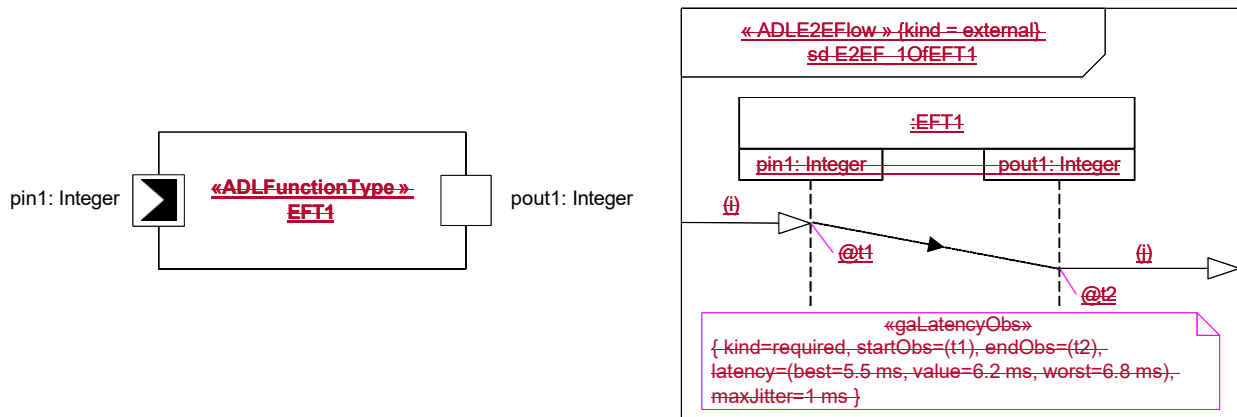 pin1: Integer
«ADLFunctionType »
EFT1
pout1: Integer
« ADLE2EFlow » {kind = external}
sd E2EF_1OfEFT1
:EFT1
pin1: Integer
pout1: Integer
(i)
(j)
@t1
@t2
«gaLatencyObs»
{ kind=required, startObs=(t1), endObs=(t2),
latency=(best=5.5 ms, value=6.2 ms, worst=6.8 ms),
maxJitter=1 ms }